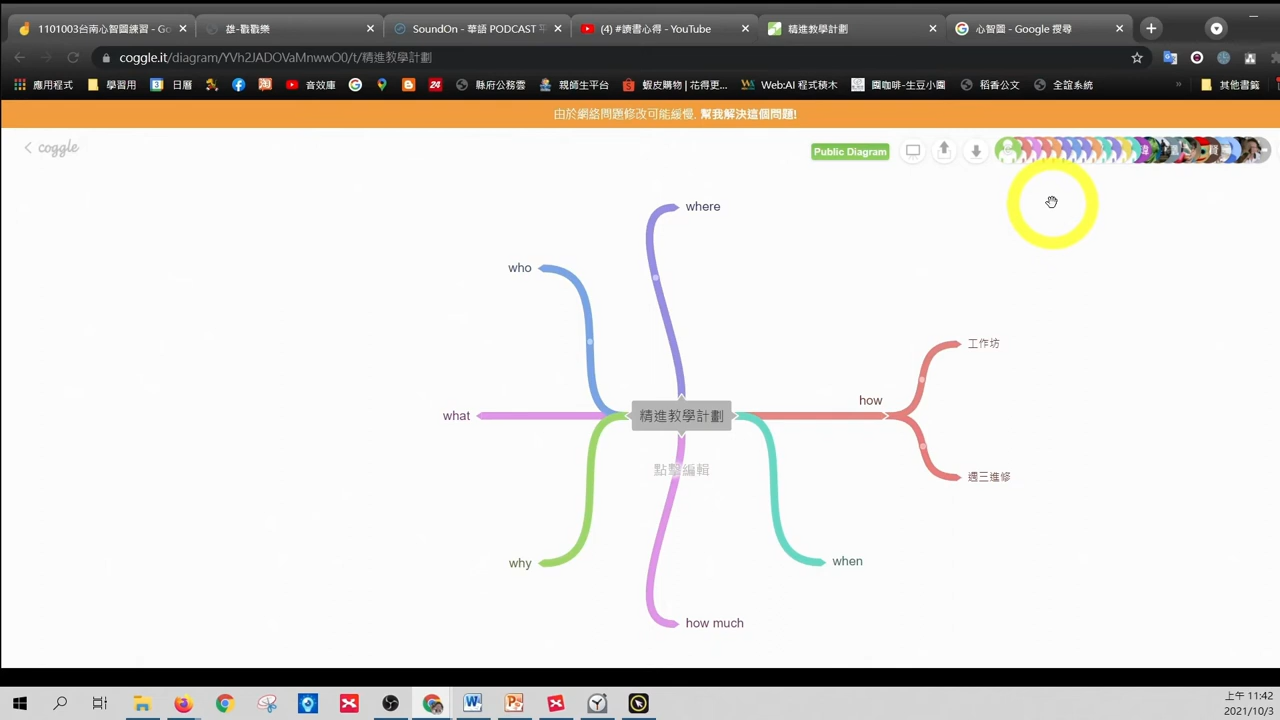 1101003台南心智圖練習 - Go
雄-戳戳樂
SoundOn - 華語 PODCAST 平
(4) #讀書心得 - YouTube
精進教學計劃
心智圖 - Google 搜尋
coggle.it/diagram/YVh2JADOVaMnwwO0/t/精進教學計劃
應用程式
學習用
日曆
音效庫
縣府公務雲
親師生平台
蝦皮購物 | 花得更...
Web:AI 程式積木
團咖啡-生豆小圈
稻香公文
全誼系統
»
其他書籤
由於網絡問題修改可能緩慢. 幫我解決這個問題!
coggle
Public Diagram
where
who
工作坊
how
what
精進教學計劃
點擊編輯
週三進修
why
when
how much
上午 11:42
2021/10/3